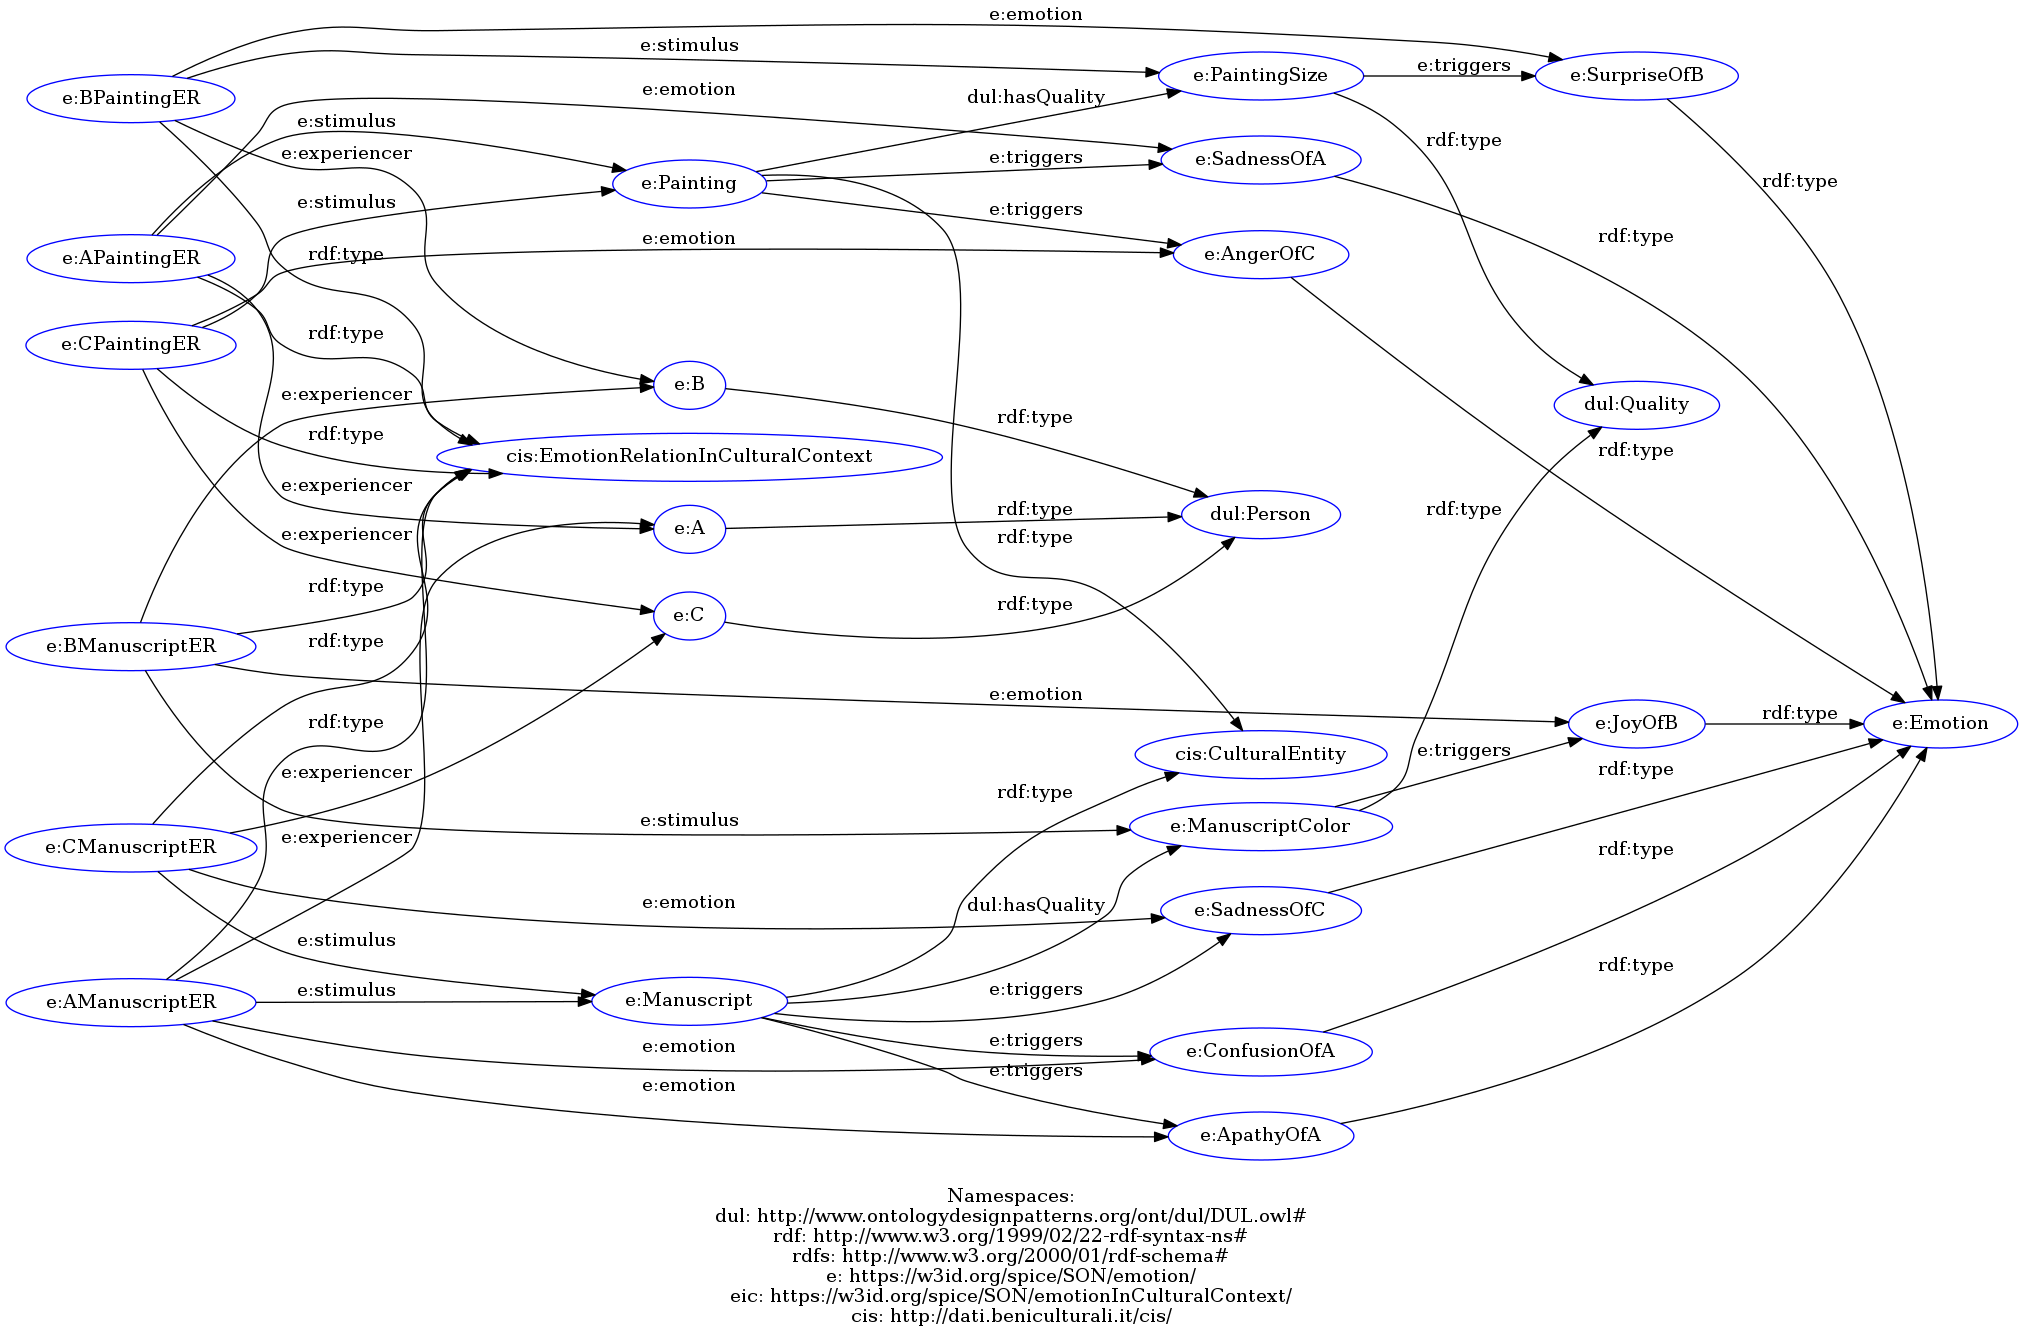 e:emotion
e:stimulus
e:BPaintingER
e:PaintingSize
e:triggers
e:SurpriseOfB
e:emotion
dul:hasQuality
e:stimulus
rdf:type
e:experiencer
e:triggers
e:SadnessOfA
e:Painting
rdf:type
e:stimulus
e:triggers
rdf:type
e:emotion
rdf:type
e:APaintingER
e:AngerOfC
rdf:type
e:CPaintingER
e:B
e:experiencer
dul:Quality
rdf:type
rdf:type
cis:EmotionRelationInCulturalContext
rdf:type
e:experiencer
rdf:type
rdf:type
e:A
dul:Person
e:experiencer
rdf:type
rdf:type
e:C
rdf:type
rdf:type
e:BManuscriptER
e:emotion
rdf:type
rdf:type
e:JoyOfB
e:Emotion
e:triggers
cis:CulturalEntity
e:experiencer
rdf:type
rdf:type
e:stimulus
e:ManuscriptColor
e:experiencer
e:CManuscriptER
rdf:type
e:emotion
dul:hasQuality
e:SadnessOfC
e:stimulus
rdf:type
e:stimulus
e:triggers
e:AManuscriptER
e:Manuscript
e:triggers
e:emotion
e:ConfusionOfA
e:triggers
e:emotion
e:ApathyOfA
Namespaces:
dul: http://www.ontologydesignpatterns.org/ont/dul/DUL.owl#
rdf: http://www.w3.org/1999/02/22-rdf-syntax-ns#
rdfs: http://www.w3.org/2000/01/rdf-schema#
e: https://w3id.org/spice/SON/emotion/
eic: https://w3id.org/spice/SON/emotionInCulturalContext/
cis: http://dati.beniculturali.it/cis/